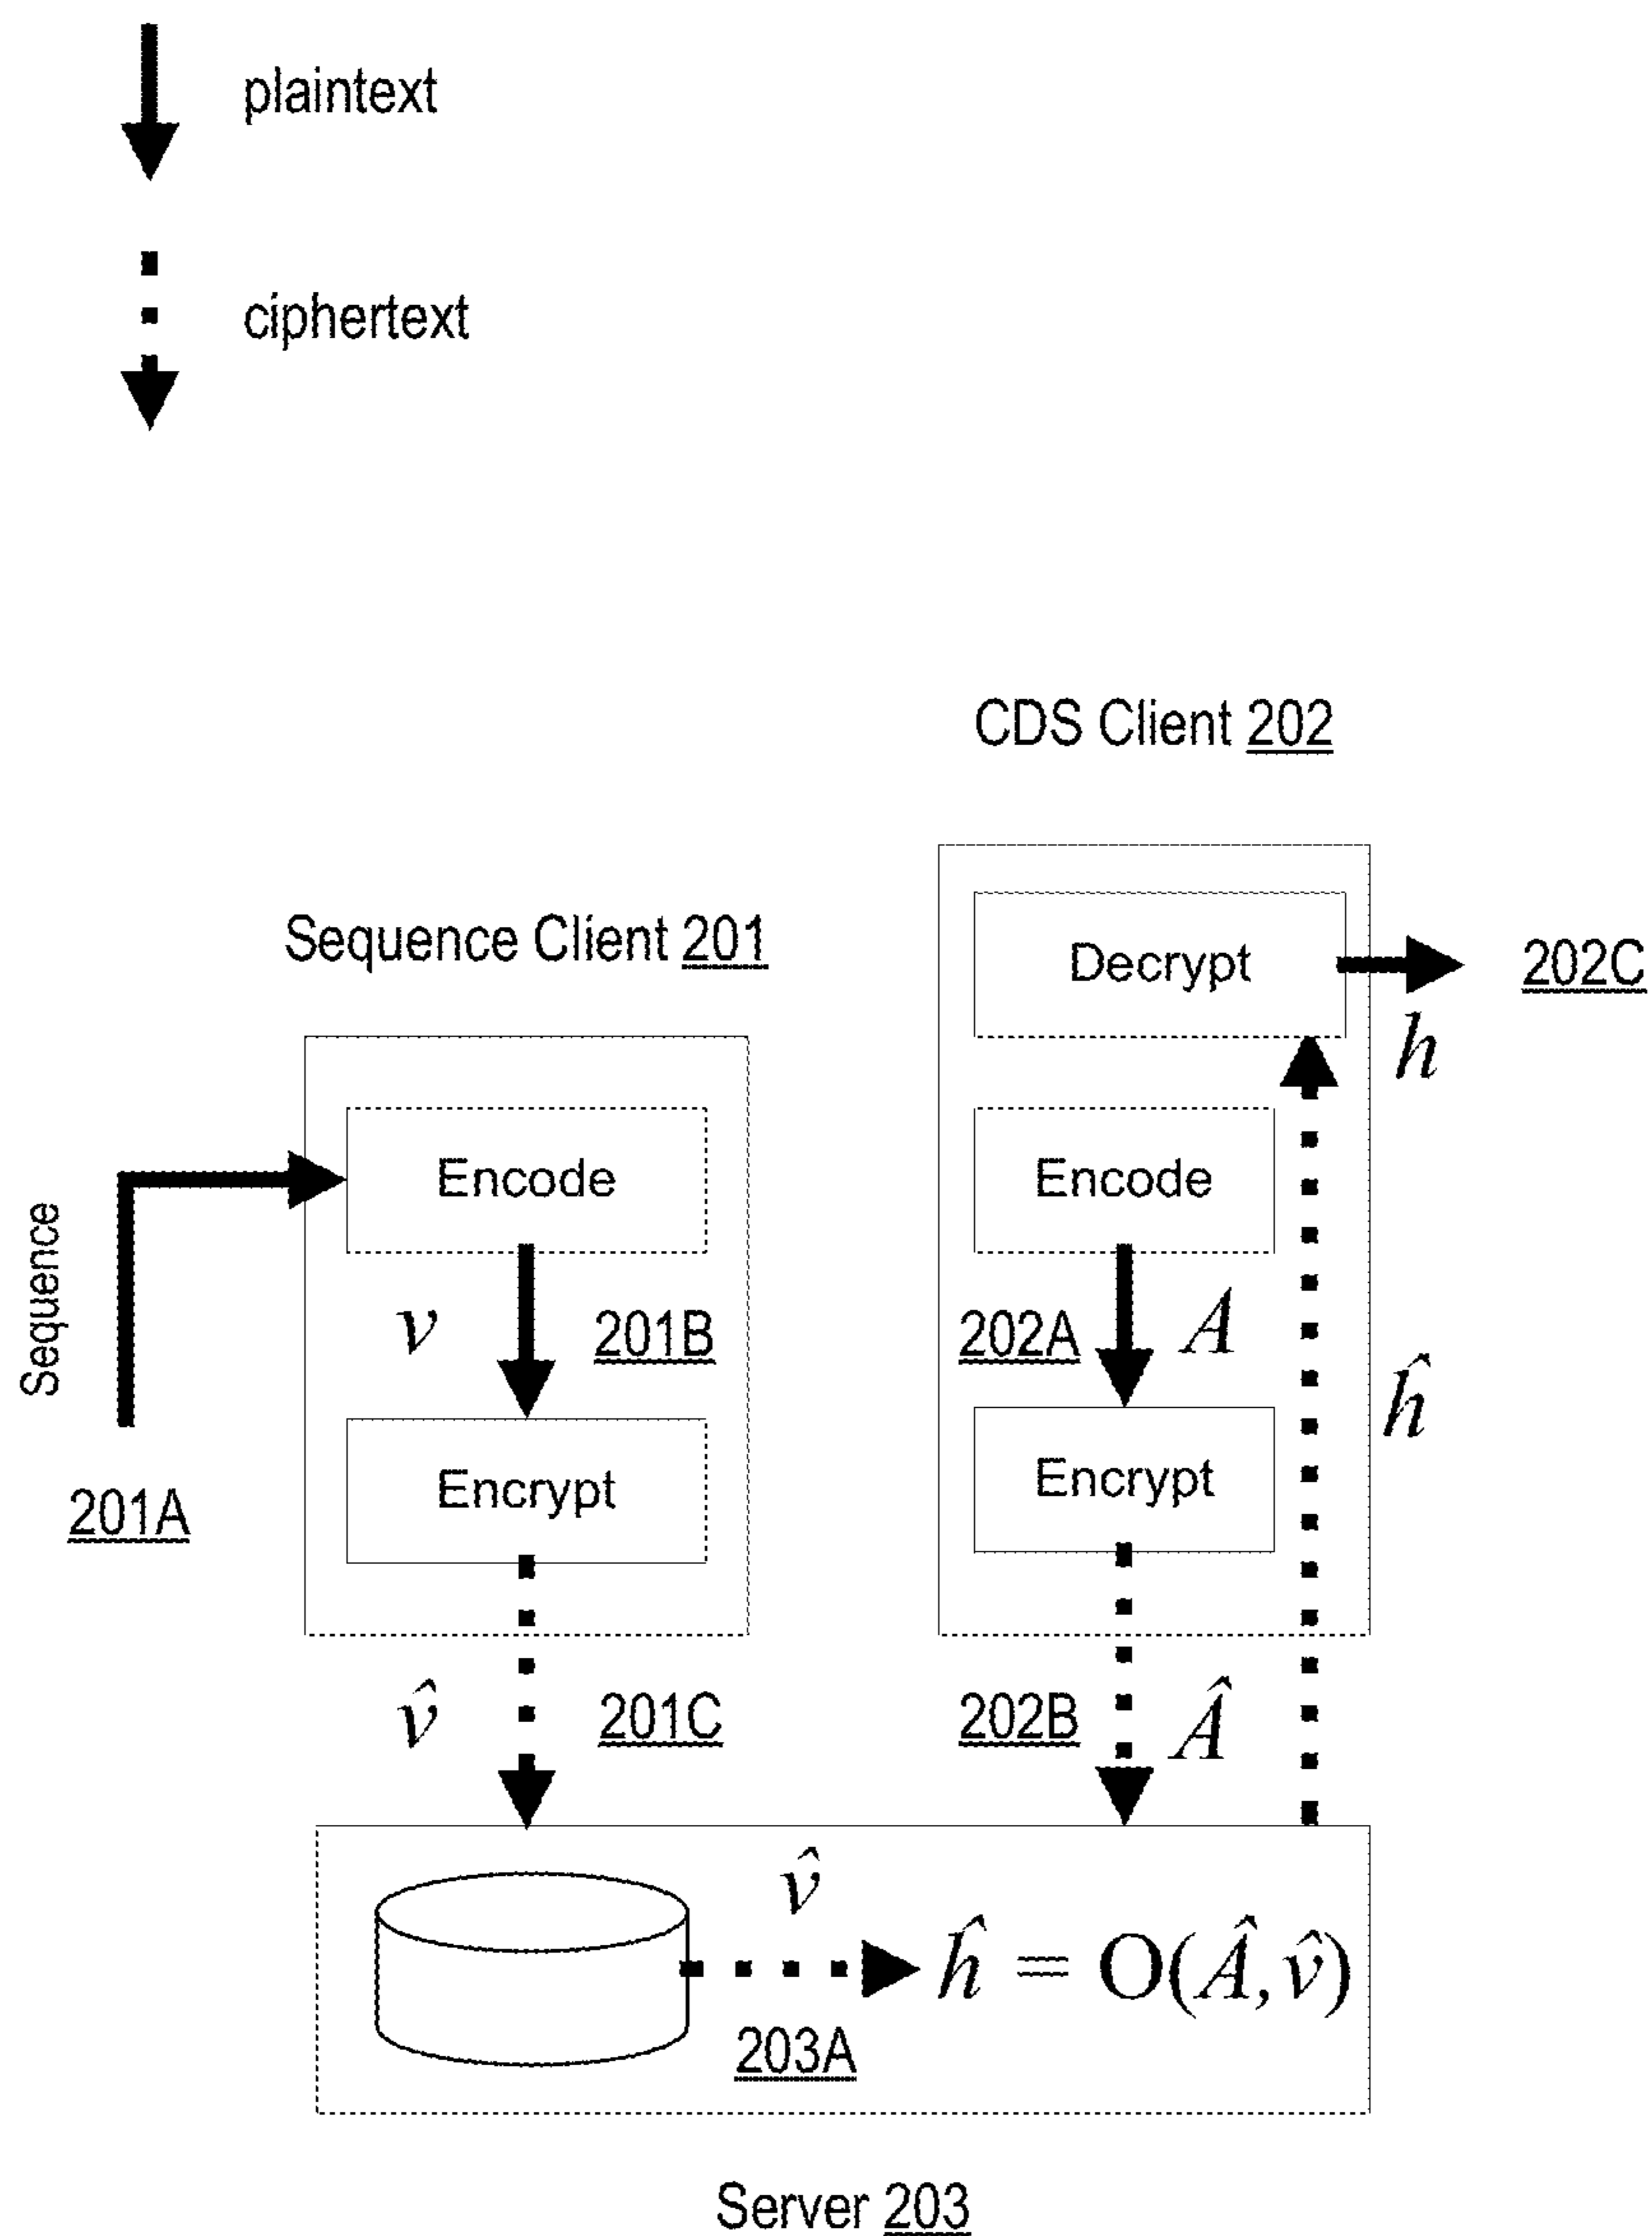 plaintext
ciphertext
CDS Client 202
Sequence Client 201
Decrypt
202C
h
Encode
Encode
Sequence
v
201B
202A
A
ĥ
Encrypt
Encrypt
201A
v̂
201C
202B
Â
v̂
ĥ = O(Â, v̂)
203A
Server 203